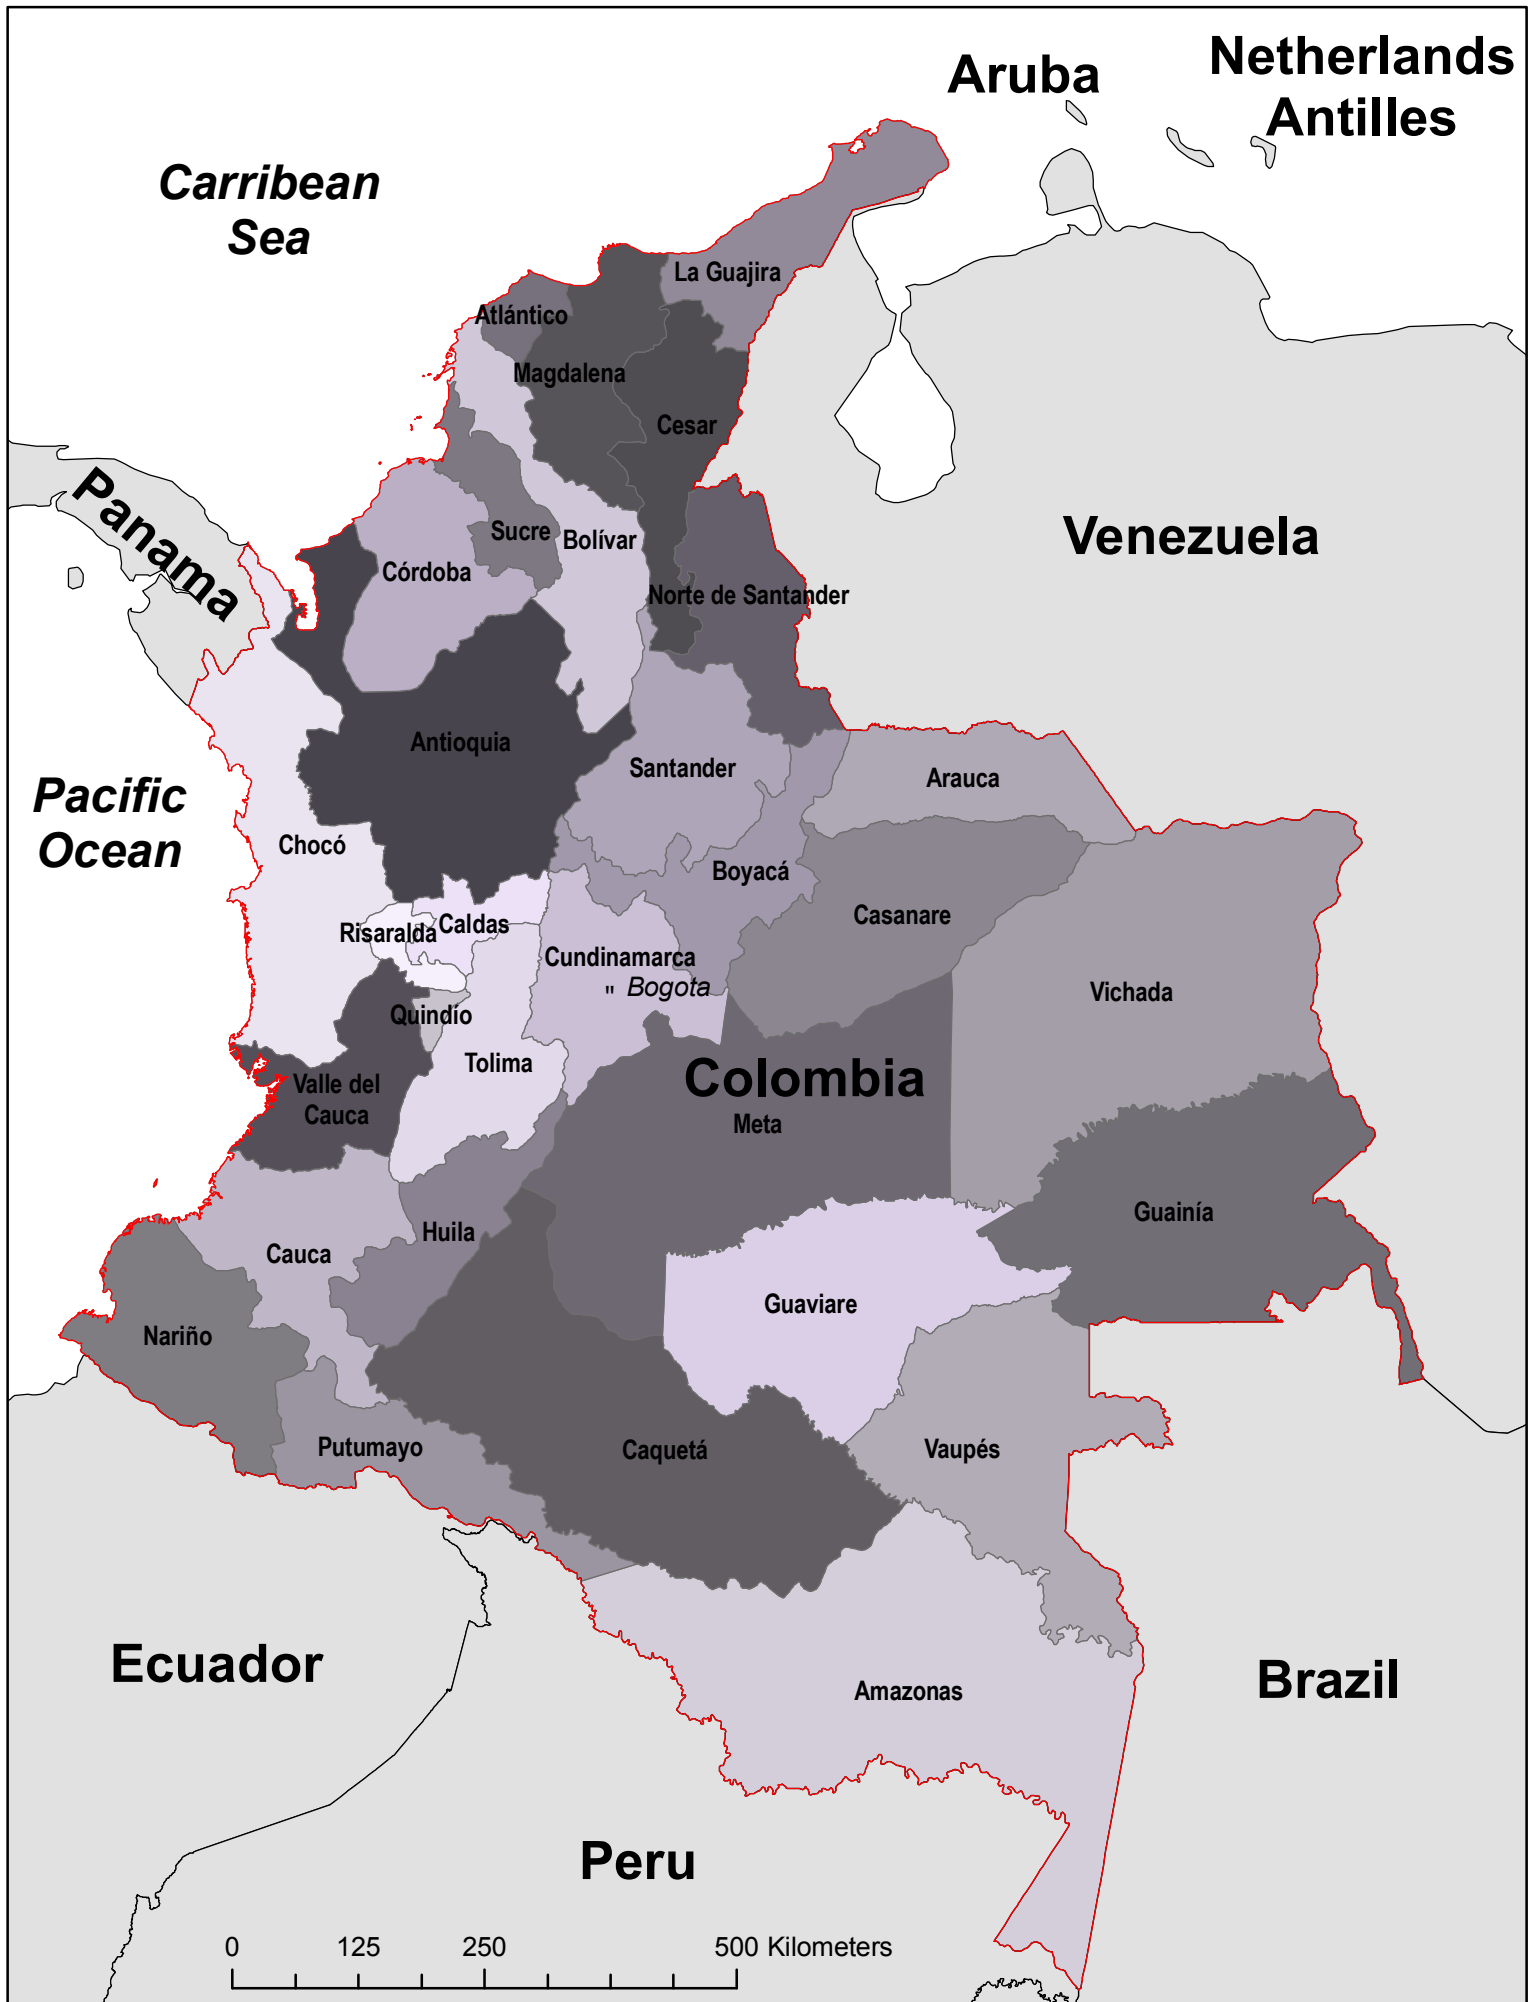 Aruba
Netherlands
Antilles
Carribean
Sea
La Guajira
Atlántico
Magdalena
Cesar
Panama
Venezuela
Sucre
Bolívar
Córdoba
Norte de Santander
Antioquia
Santander
Arauca
Pacific
Ocean
Chocó
Boyacá
Casanare
Risaralda
Caldas
Cundinamarca
" Bogota
Vichada
Quindío
Tolima
Colombia
Valle del
Cauca
Meta
Guainía
Huila
Cauca
Guaviare
Nariño
Putumayo
Caquetá
Vaupés
Ecuador
Amazonas
Brazil
Peru
0 125 250 500 Kilometers